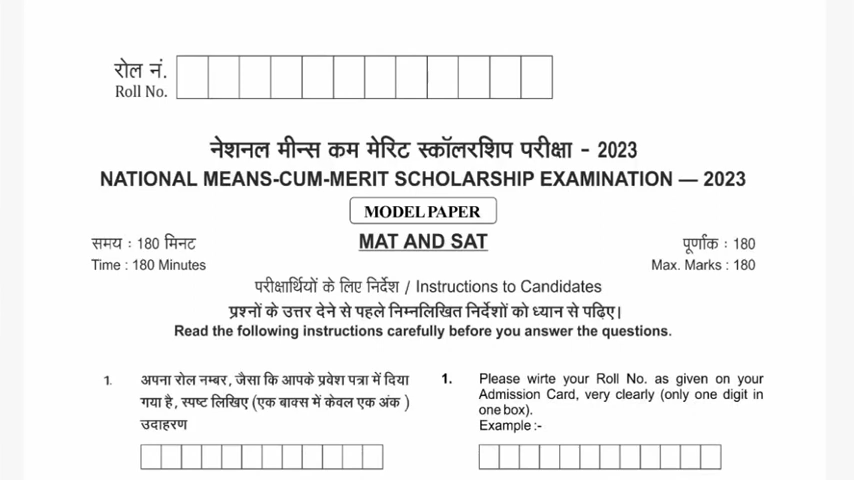 रोल नं.
Roll No.
नेशनल मीन्स कम मेरिट स्कॉलरशिप परीक्षा - 2023
NATIONAL MEANS-CUM-MERIT SCHOLARSHIP EXAMINATION — 2023
MODEL PAPER
समय : 180 मिनट
MAT AND SAT
पूर्णांक : 180
Time : 180 Minutes
Max. Marks : 180
परीक्षार्थियों के लिए निर्देश / Instructions to Candidates
प्रश्नों के उत्तर देने से पहले निम्नलिखित निर्देशों को ध्यान से पढ़िए।
Read the following instructions carefully before you answer the questions.
1. अपना रोल नम्बर, जैसा कि आपके प्रवेश पत्रा में दिया
गया है, स्पष्ट लिखिए (एक बाक्स में केवल एक अंक )
उदाहरण
1. Please wirte your Roll No. as given on your
Admission Card, very clearly (only one digit in
one box).
Example :-